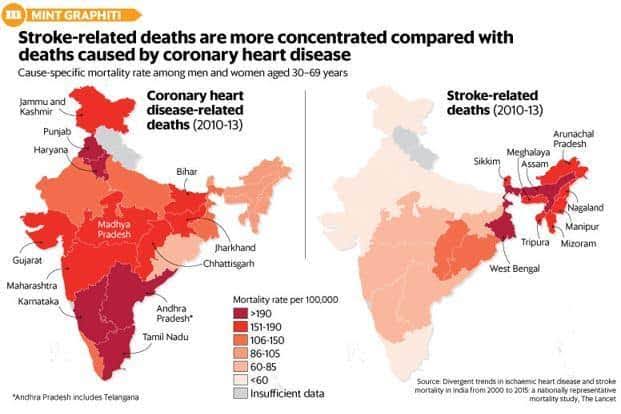 MINT GRAPHITI
Stroke-related deaths are more concentrated compared with
deaths caused by coronary heart disease
Cause-specific mortality rate among men and women aged 30–69 years
Coronary heart
disease-related
deaths (2010-13)
Jammu and
Kashmir
Punjab
Haryana
Bihar
Madhya
Pradesh
Gujarat
Jharkhand
Chhattisgarh
Maharashtra
Karnataka
Andhra
Pradesh*
Tamil Nadu
*Andhra Pradesh includes Telangana
Mortality rate per 100,000
>190
151-190
106-150
86-105
60-85
<60
Insufficient data
Stroke-related
deaths (2010-13)
Arunachal
Pradesh
Meghalaya
Assam
Sikkim
Nagaland
Manipur
Tripura
Mizoram
West Bengal
Source: Divergent trends in ischaemic heart disease and stroke
mortality in India from 2000 to 2015: a nationally representative
mortality study, The Lancet